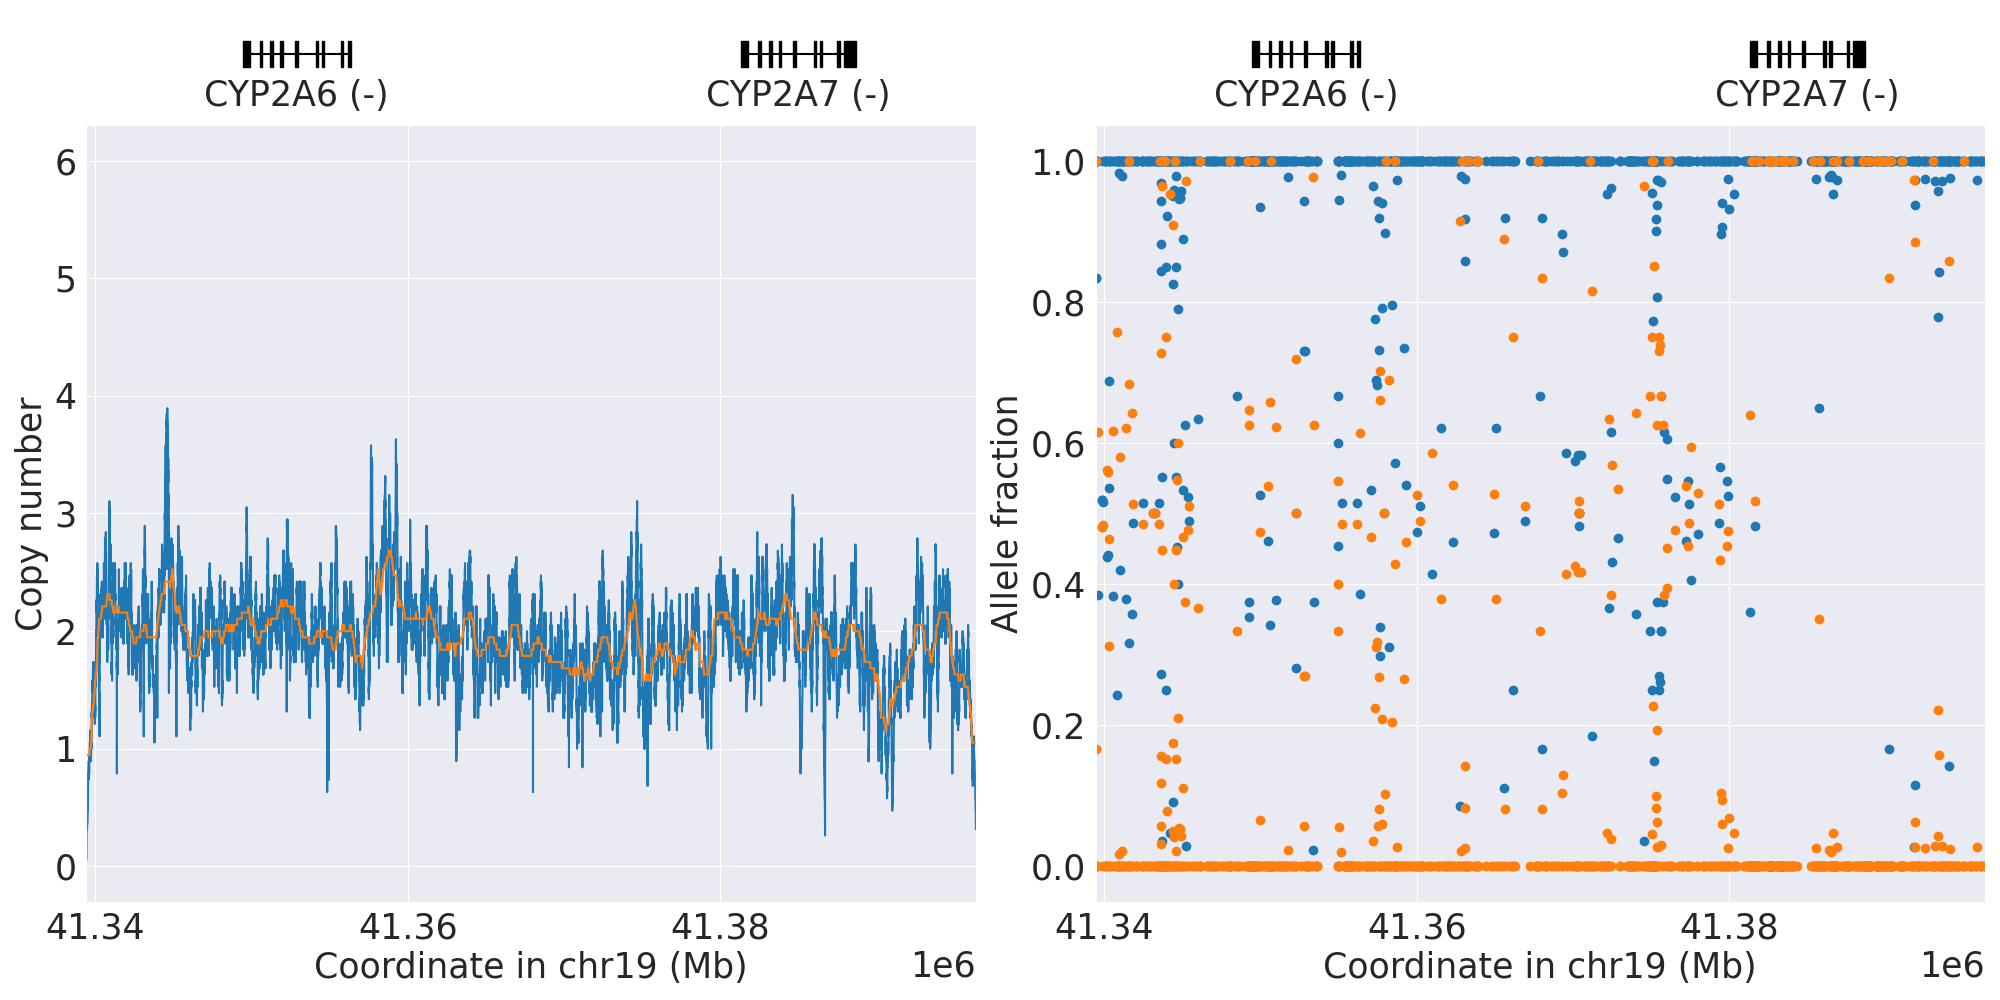 CYP2A6 (-)
CYP2A7 (-)
6
5
4
3
2
1
0
Copy number
41.34
41.36
41.38
Coordinate in chr19 (Mb)
1e6
CYP2A6 (-)
CYP2A7 (-)
1.0
0.8
0.6
0.4
0.2
0.0
Allele fraction
41.34
41.36
41.38
Coordinate in chr19 (Mb)
1e6